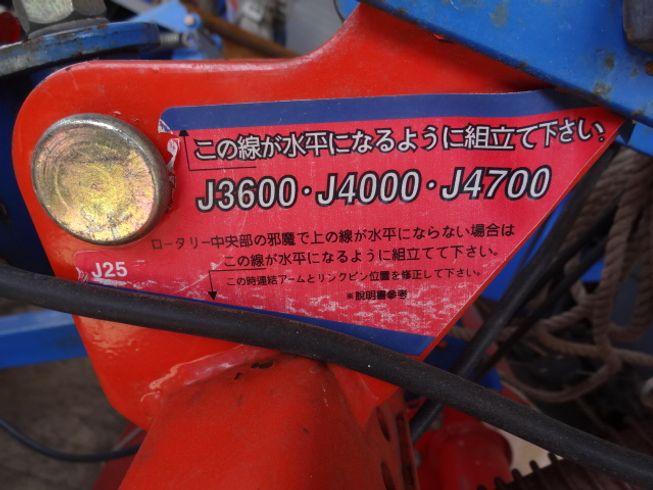 この線が水平になるように組立て下さい。
J3600・J4000・J4700
ロータリー中央部の邪魔で上の線が水平にならない場合は
この線が水平になるように組立てて下さい。
J25
この時連結アームとリンクピン位置を修正して下さい。
※説明書参考